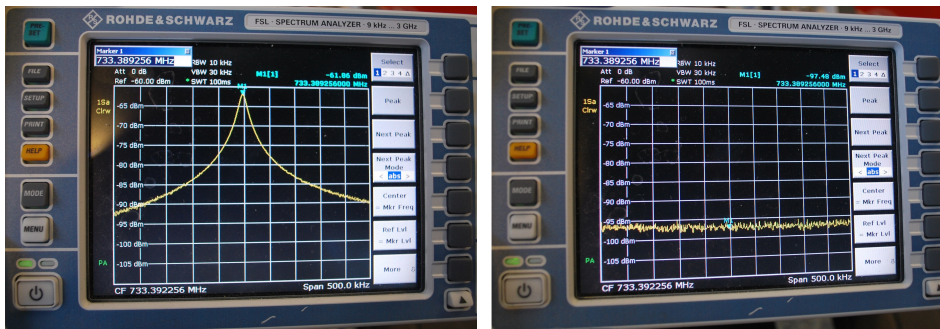 ROHDE & SCHWARZ
FSL · SPECTRUM ANALYZER · 9 kHz ... 3 GHz
PRE SET
FILE
SETUP
PRINT
HELP
MODE
MENU
Marker 1
733.389256 MHz
RBW 10 kHz
Att 0 dB
VBW 30 kHz
M1[1] -61.86 dBm
Ref -60.00 dBm
* SWT 100ms
733.389256000 MHz
M1
1Sa
Clrw
-65 dBm
-70 dBm
-75 dBm
-80 dBm
-85 dBm
-90 dBm
-95 dBm
-100 dBm
-105 dBm
PA
CF 733.392256 MHz
Span 500.0 kHz
Select
1 2 3 4 Δ
Peak
Next Peak
Next Peak
Mode
< abs >
Center
= Mkr Freq
Ref Lvl
= Mkr Lvl
More
ROHDE & SCHWARZ
FSL · SPECTRUM ANALYZER · 9 kHz ... 3 GHz
FILE
SETUP
PRINT
HELP
MODE
MENU
Marker 1
733.389256 MHz
RBW 10 kHz
Att 0 dB
VBW 30 kHz
M1[1] -97.48 dBm
Ref -60.00 dBm
* SWT 100ms
733.389256000 MHz
1Sa
Clrw
-65 dBm
-70 dBm
-75 dBm
-80 dBm
-85 dBm
-90 dBm
-95 dBm
M1
-100 dBm
-105 dBm
PA
CF 733.392256 MHz
Span 500.0 kHz
Select
1 2 3 4 Δ
Peak
Next Peak
Next Peak
Mode
< abs >
Center
= Mkr Freq
Ref Lvl
= Mkr Lvl
More